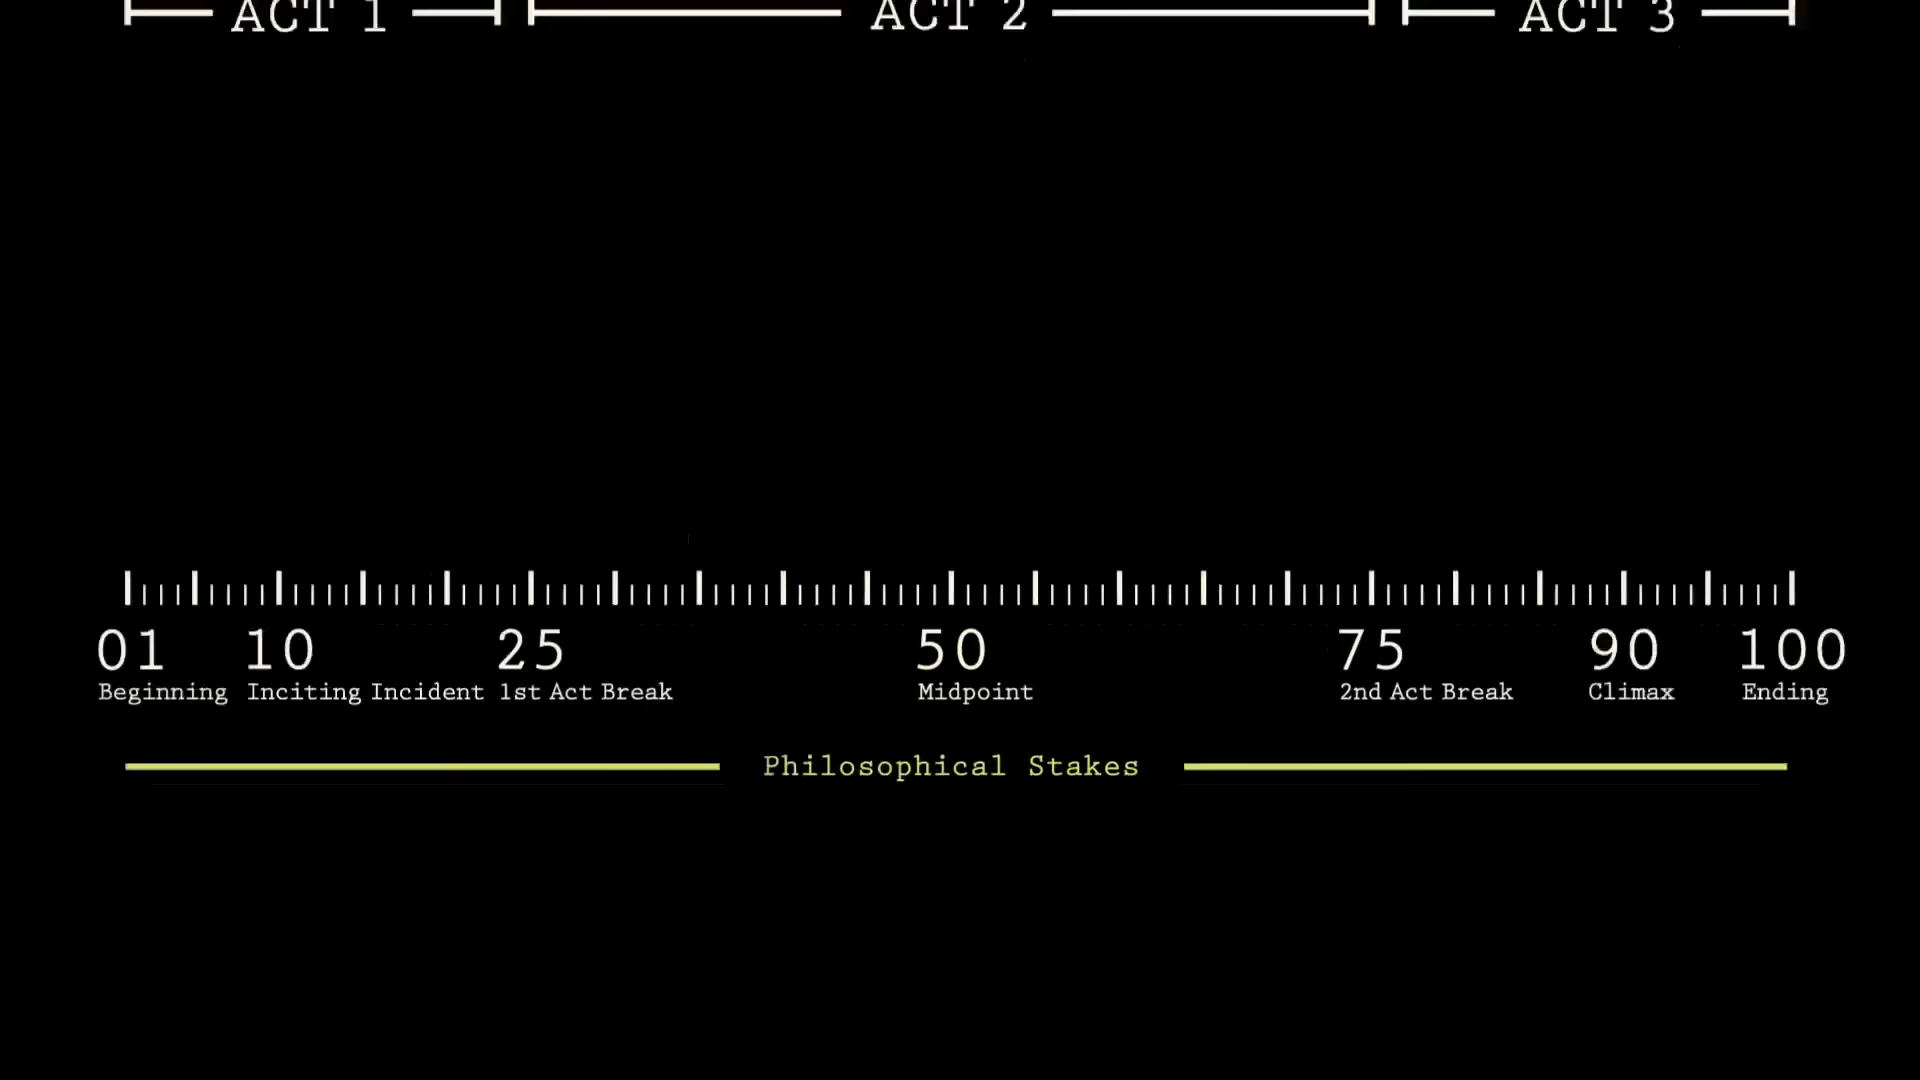 ACT 1 ACT 2 ACT 3
01 10 25 50 75 90 100
Beginning Inciting Incident 1st Act Break Midpoint 2nd Act Break Climax Ending
Philosophical Stakes